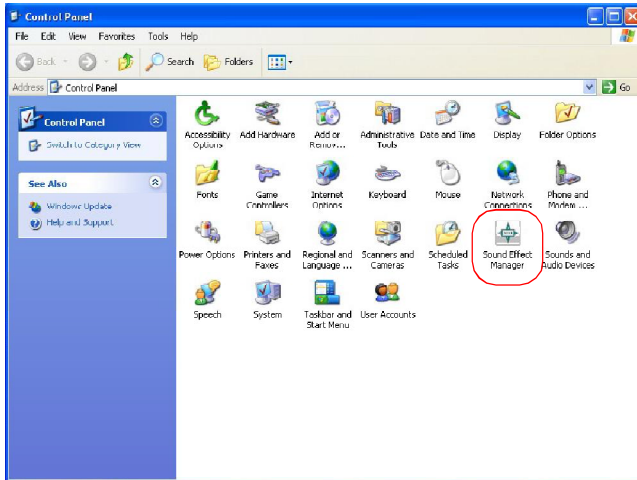 Control Panel
File Edit View Favorites Tools Help
Back Search Folders
Address Control Panel Go
Control Panel
Switch to Category View
See Also
Windows Update
Help and Support
Accessibility Options
Add Hardware
Add or Remov...
Administrative Tools
Date and Time
Display
Folder Options
Fonts
Game Controllers
Internet Options
Keyboard
Mouse
Network Connections
Phone and Modem ...
Power Options
Printers and Faxes
Regional and Language ...
Scanners and Cameras
Scheduled Tasks
Sound Effect Manager
Sounds and Audio Devices
Speech
System
Taskbar and Start Menu
User Accounts